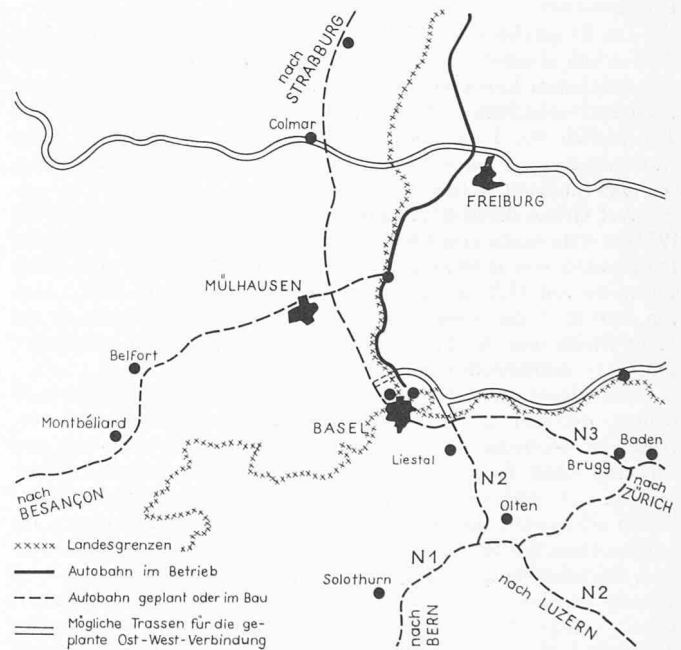 nach
STRAßBURG
Colmar
FREIBURG
MÜLHAUSEN
Belfort
Montbéliard
BASEL
Liestal
N3
Baden
Brugg
nach
ZÜRICH
nach
BESANÇON
N2
Olten
N1
Solothurn
nach
BERN
nach LUZERN
N2
Landesgrenzen
Autobahn im Betrieb
Autobahn geplant oder im Bau
Mögliche Trassen für die ge-
plante Ost-West-Verbindung